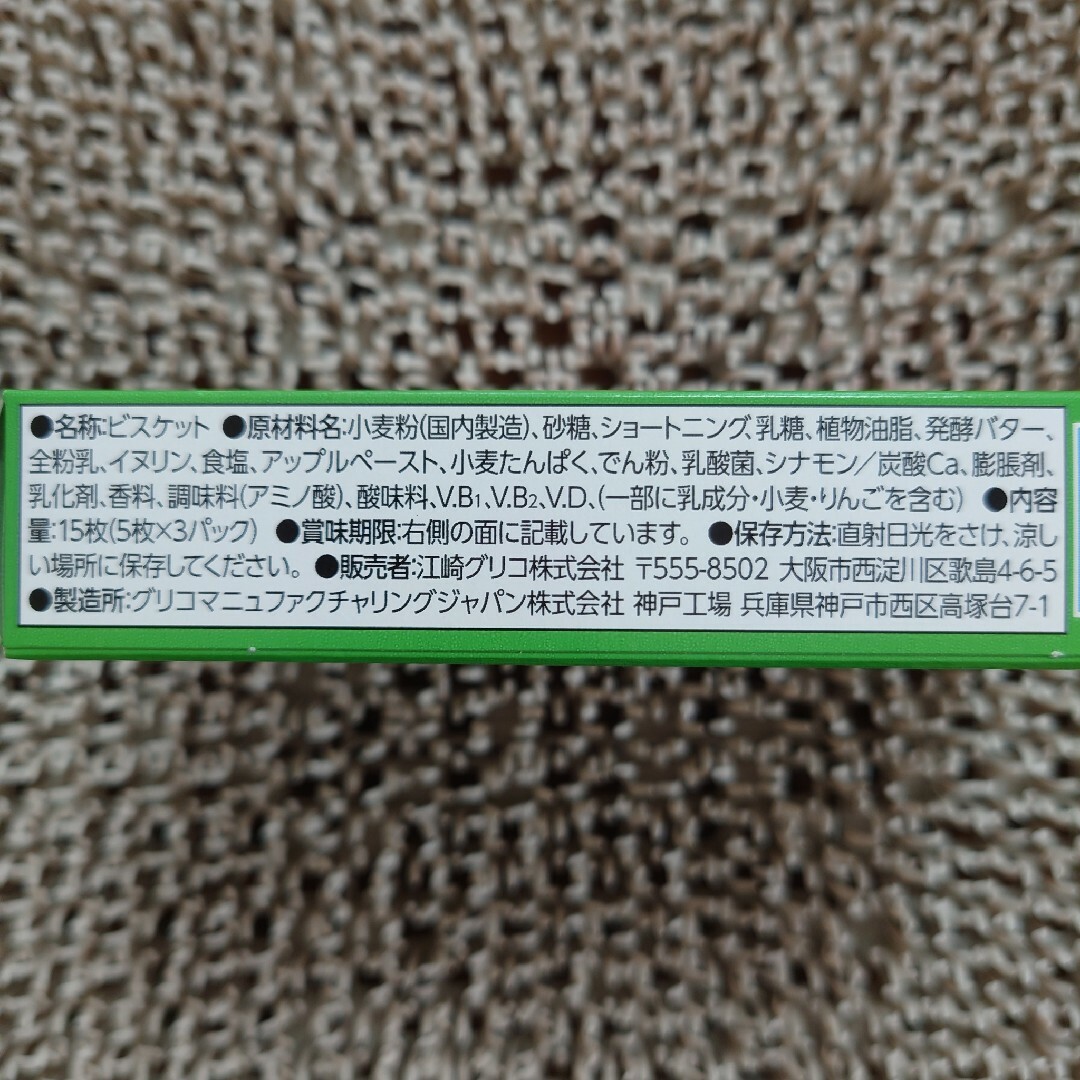 ●名称:ビスケット ●原材料名:小麦粉(国内製造)、砂糖、ショートニング、乳糖、植物油脂、発酵バター、
全粉乳、イヌリン、食塩、アップルペースト、小麦たんぱく、でん粉、乳酸菌、シナモン／炭酸Ca、膨脹剤、
乳化剤、香料、調味料(アミノ酸)、酸味料、V.B₁、V.B₂、V.D、(一部に乳成分・小麦・りんごを含む) ●内容
量:15枚(5枚×3パック) ●賞味期限:右側の面に記載しています。 ●保存方法:直射日光をさけ、涼し
い場所に保存してください。 ●販売者:江崎グリコ株式会社 〒555-8502 大阪市西淀川区歌島4-6-5
●製造所:グリコマニュファクチャリングジャパン株式会社 神戸工場 兵庫県神戸市西区高塚台7-1